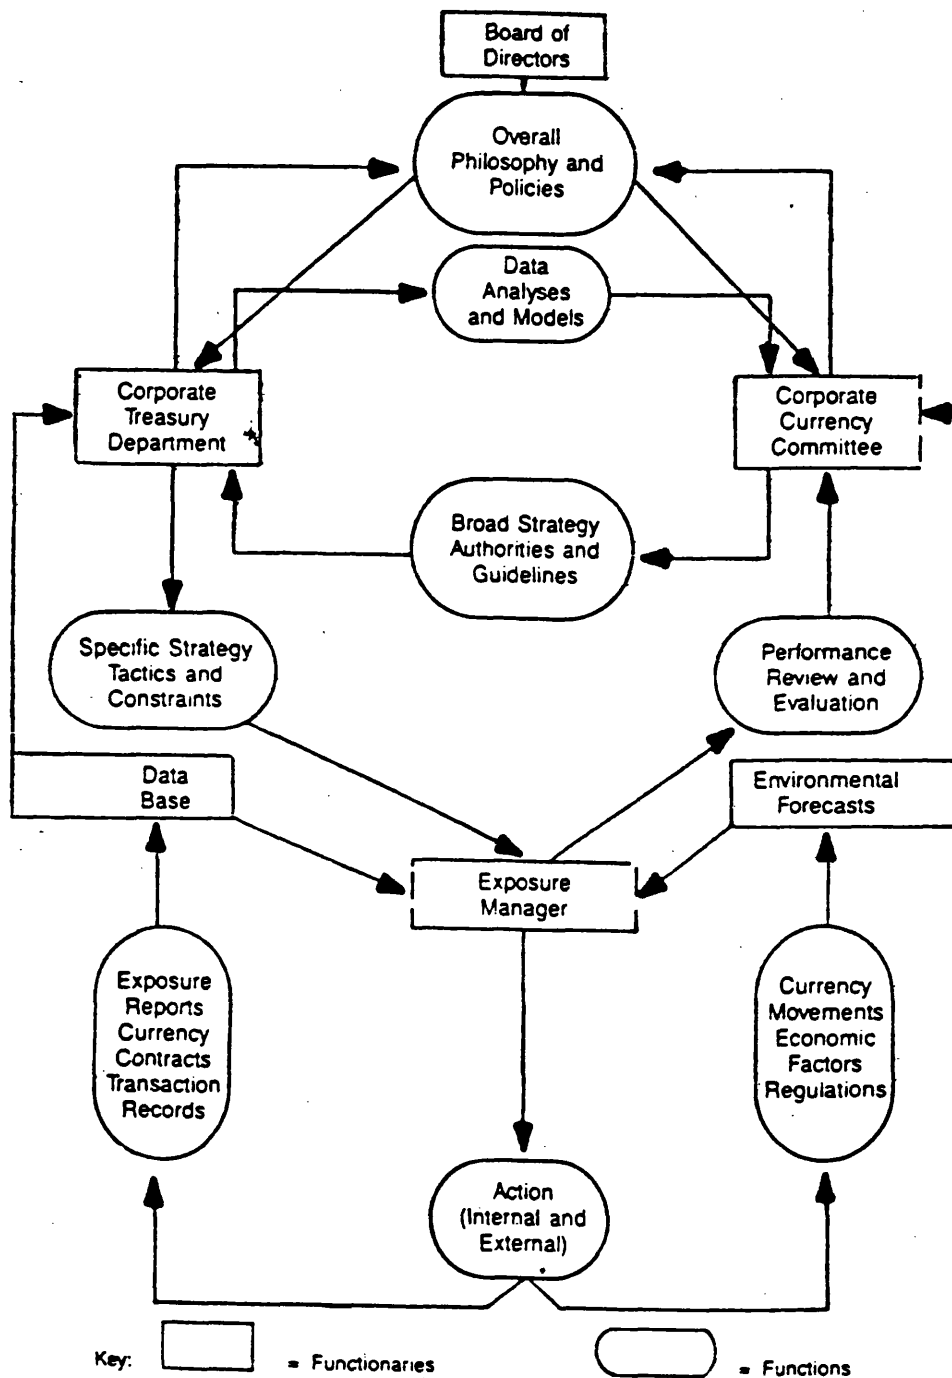 Board of
Directors
Overall
Philosophy and
Policies
Data
Analyses
and Models
Corporate
Treasury
Department
Corporate
Currency
Committee
Broad Strategy
Authorities and
Guidelines
Specific Strategy
Tactics and
Constraints
Performance
Review and
Evaluation
Data
Base
Environmental
Forecasts
Exposure
Manager
Exposure
Reports
Currency
Contracts
Transaction
Records
Currency
Movements
Economic
Factors
Regulations
Action
(Internal and
External)
Key:
= Functionaries
= Functions